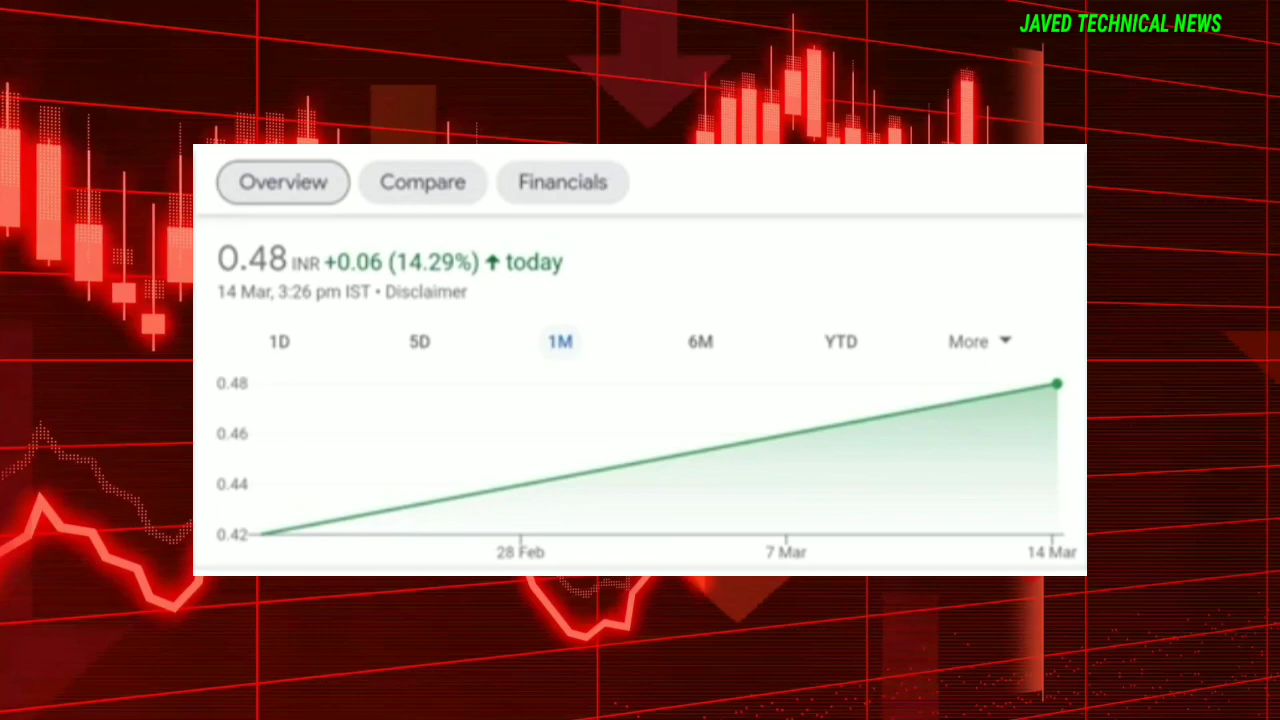 JAVED TECHNICAL NEWS
Overview Compare Financials
0.48 INR +0.06 (14.29%) ↑ today
14 Mar, 3:26 pm IST • Disclaimer
1D 5D 1M 6M YTD More
0.48
0.46
0.44
0.42
28 Feb 7 Mar 14 Mar